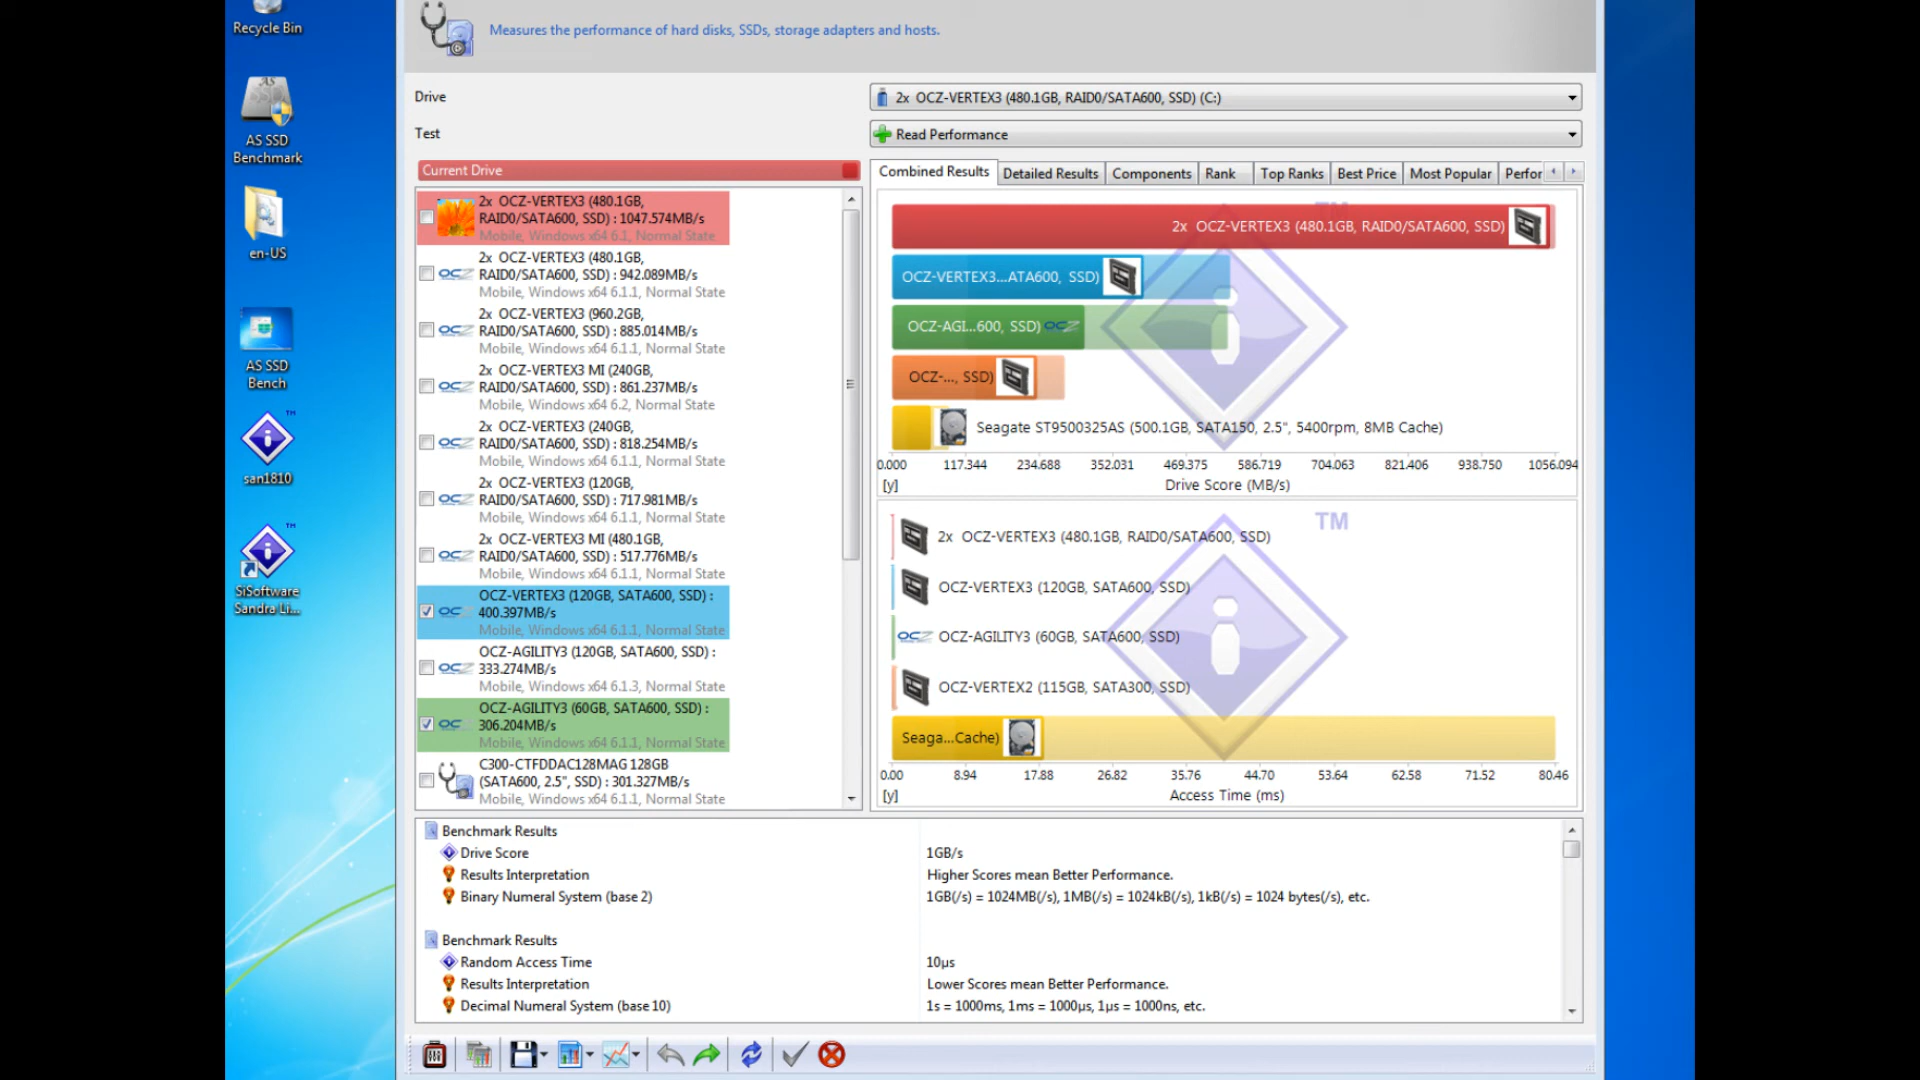 Recycle Bin
AS
AS SSD
Benchmark
en-US
AS SSD
Bench
TM
san1810
TM
SiSoftware
Sandra Li...
Measures the performance of hard disks, SSDs, storage adapters and hosts.
Drive
2x OCZ-VERTEX3 (480.1GB, RAID0/SATA600, SSD) (C:)
Test
Read Performance
Current Drive
2x OCZ-VERTEX3 (480.1GB,
RAID0/SATA600, SSD) : 1047.574MB/s
Mobile, Windows x64 6.1, Normal State
OCZ
2x OCZ-VERTEX3 (480.1GB,
RAID0/SATA600, SSD) : 942.089MB/s
Mobile, Windows x64 6.1.1, Normal State
OCZ
2x OCZ-VERTEX3 (960.2GB,
RAID0/SATA600, SSD) : 885.014MB/s
Mobile, Windows x64 6.1.1, Normal State
OCZ
2x OCZ-VERTEX3 MI (240GB,
RAID0/SATA600, SSD) : 861.237MB/s
Mobile, Windows x64 6.2, Normal State
OCZ
2x OCZ-VERTEX3 (240GB,
RAID0/SATA600, SSD) : 818.254MB/s
Mobile, Windows x64 6.1.1, Normal State
OCZ
2x OCZ-VERTEX3 (120GB,
RAID0/SATA600, SSD) : 717.981MB/s
Mobile, Windows x64 6.1.1, Normal State
OCZ
2x OCZ-VERTEX3 MI (480.1GB,
RAID0/SATA600, SSD) : 517.776MB/s
Mobile, Windows x64 6.1.1, Normal State
OCZ
OCZ-VERTEX3 (120GB, SATA600, SSD) :
400.397MB/s
Mobile, Windows x64 6.1.1, Normal State
OCZ
OCZ-AGILITY3 (120GB, SATA600, SSD) :
333.274MB/s
Mobile, Windows x64 6.1.3, Normal State
OCZ
OCZ-AGILITY3 (60GB, SATA600, SSD) :
306.204MB/s
Mobile, Windows x64 6.1.1, Normal State
C300-CTFDDAC128MAG 128GB
(SATA600, 2.5", SSD) : 301.327MB/s
Mobile, Windows x64 6.1.1, Normal State
Combined Results
Detailed Results
Components
Rank
Top Ranks
Best Price
Most Popular
Perfor
2x OCZ-VERTEX3 (480.1GB, RAID0/SATA600, SSD)
OCZ-VERTEX3...ATA600, SSD)
OCZ-AGI...600, SSD) OCZ
OCZ-..., SSD)
Seagate ST9500325AS (500.1GB, SATA150, 2.5", 5400rpm, 8MB Cache)
0.000 117.344 234.688 352.031 469.375 586.719 704.063 821.406 938.750 1056.094
[y]
Drive Score (MB/s)
TM
2x OCZ-VERTEX3 (480.1GB, RAID0/SATA600, SSD)
OCZ-VERTEX3 (120GB, SATA600, SSD)
OCZ OCZ-AGILITY3 (60GB, SATA600, SSD)
OCZ-VERTEX2 (115GB, SATA300, SSD)
Seaga...Cache)
0.00 8.94 17.88 26.82 35.76 44.70 53.64 62.58 71.52 80.46
[y]
Access Time (ms)
Benchmark Results
Drive Score 1GB/s
Results Interpretation Higher Scores mean Better Performance.
Binary Numeral System (base 2) 1GB(/s) = 1024MB(/s), 1MB(/s) = 1024kB(/s), 1kB(/s) = 1024 bytes(/s), etc.
Benchmark Results
Random Access Time 10µs
Results Interpretation Lower Scores mean Better Performance.
Decimal Numeral System (base 10) 1s = 1000ms, 1ms = 1000µs, 1µs = 1000ns, etc.